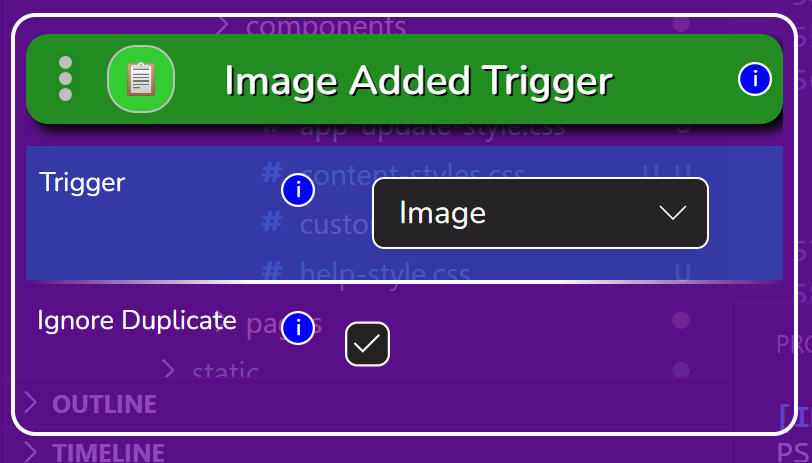 components
Image Added Trigger
i
# app-update-style.css U
Trigger
i
# content-styles.css U U
Image
# custo
# help-style.css U
Ignore Duplicate
i
pages
static
OUTLINE
TIMELINE
PRO
PS